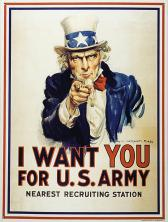 I WANT YOU
FOR U.S. ARMY
NEAREST RECRUITING STATION